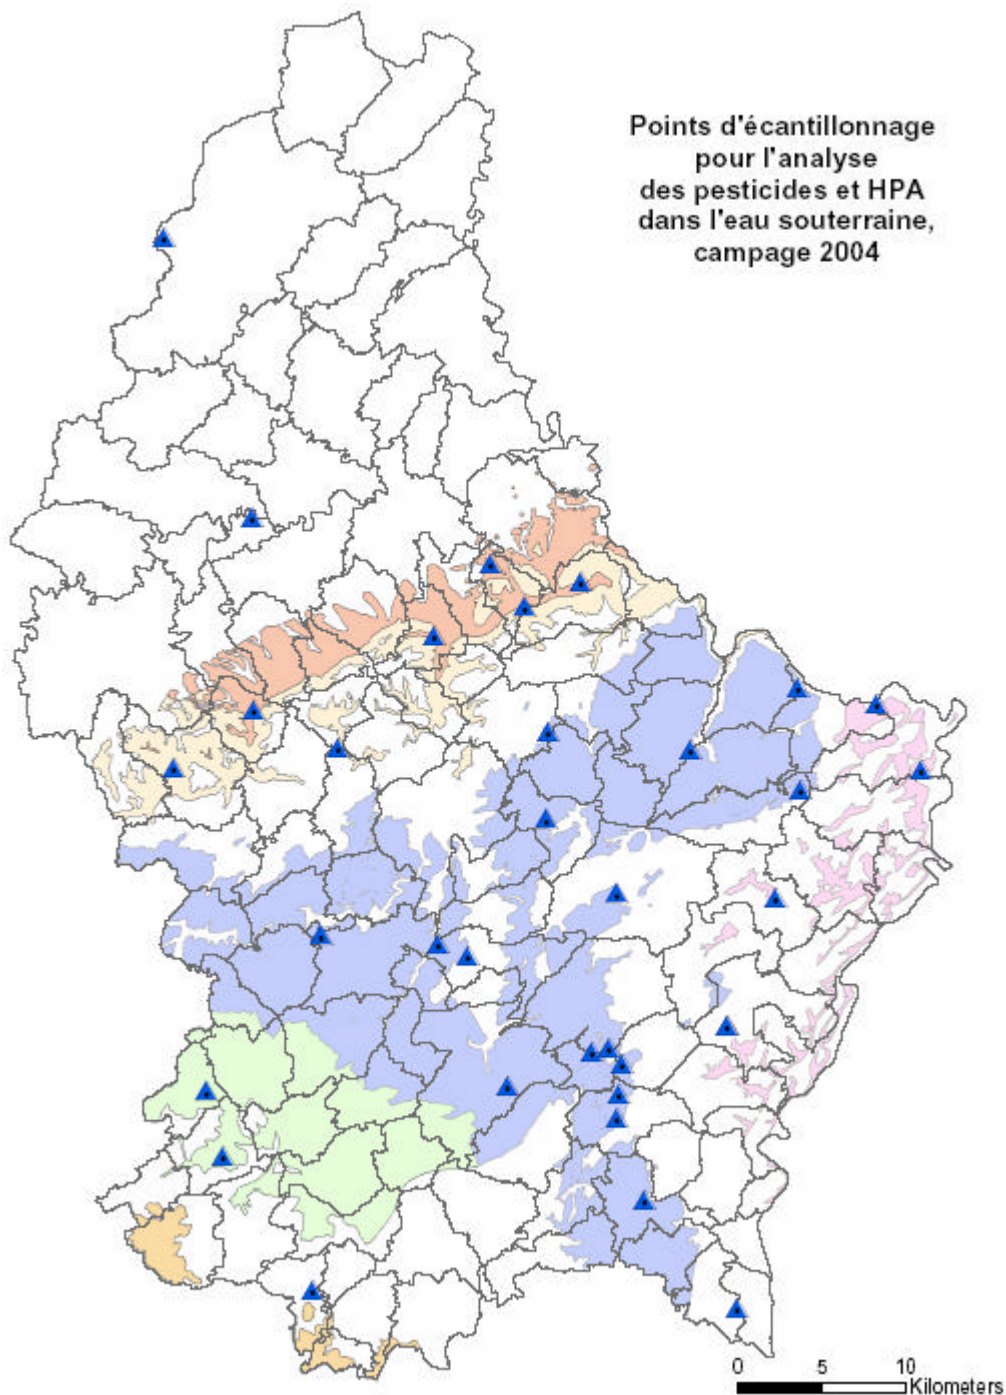 Points d'écantillonnage
pour l'analyse
des pesticides et HPA
dans l'eau souterraine,
campage 2004
0 5 10
Kilometers